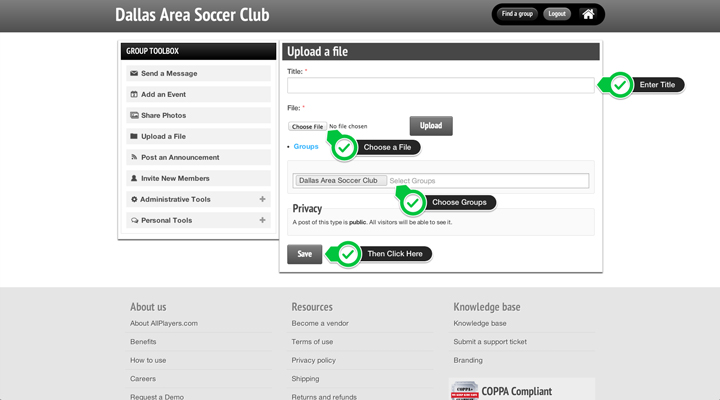 Dallas Area Soccer Club
Find a group
Logout
GROUP TOOLBOX
Send a Message
Add an Event
Share Photos
Upload a File
Post an Announcement
Invite New Members
Administrative Tools +
Personal Tools +
Upload a file
Title: *
Enter Title
File: *
Choose File No file chosen
Upload
• Groups
Choose a File
Dallas Area Soccer Club Select Groups
Choose Groups
Privacy
A post of this type is public. All visitors will be able to see it.
Save
Then Click Here
About us
About AllPlayers.com
Benefits
How to use
Careers
Request a Demo
Resources
Become a vendor
Terms of use
Privacy policy
Shipping
Returns and refunds
Knowledge base
Knowledge base
Submit a support ticket
Branding
COPPA
COPPA Compliant